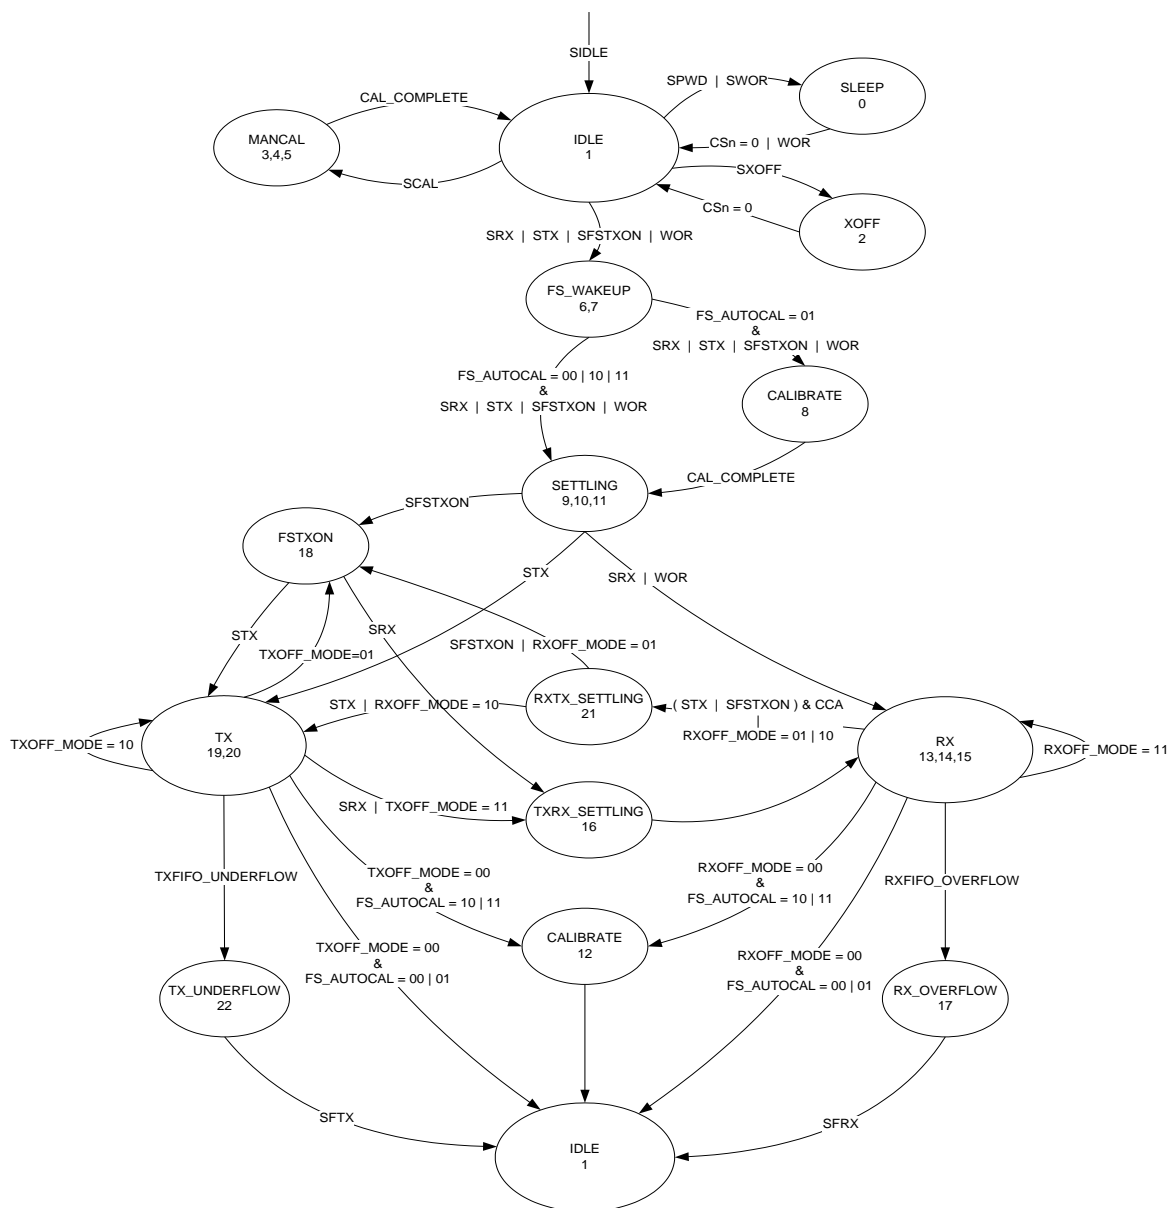 SIDLE
SPWD | SWOR
SLEEP
0
CAL_COMPLETE
IDLE
1
MANCAL
3,4,5
CSn = 0 | WOR
SXOFF
SCAL
CSn = 0
XOFF
2
SRX | STX | SFSTXON | WOR
FS_WAKEUP
6,7
FS_AUTOCAL = 01
&
SRX | STX | SFSTXON | WOR
FS_AUTOCAL = 00 | 10 | 11
&
SRX | STX | SFSTXON | WOR
CALIBRATE
8
SETTLING
9,10,11
CAL_COMPLETE
SFSTXON
FSTXON
18
STX
SRX | WOR
STX
SRX
TXOFF_MODE=01
SFSTXON | RXOFF_MODE = 01
RXTX_SETTLING
21
STX | RXOFF_MODE = 10
( STX | SFSTXON ) & CCA
|
RXOFF_MODE = 01 | 10
TXOFF_MODE = 10
TX
19,20
RX
13,14,15
RXOFF_MODE = 11
SRX | TXOFF_MODE = 11
TXRX_SETTLING
16
TXFIFO_UNDERFLOW
TXOFF_MODE = 00
&
FS_AUTOCAL = 10 | 11
RXOFF_MODE = 00
&
FS_AUTOCAL = 10 | 11
RXFIFO_OVERFLOW
TXOFF_MODE = 00
&
FS_AUTOCAL = 00 | 01
CALIBRATE
12
RXOFF_MODE = 00
&
FS_AUTOCAL = 00 | 01
TX_UNDERFLOW
22
RX_OVERFLOW
17
SFTX
SFRX
IDLE
1